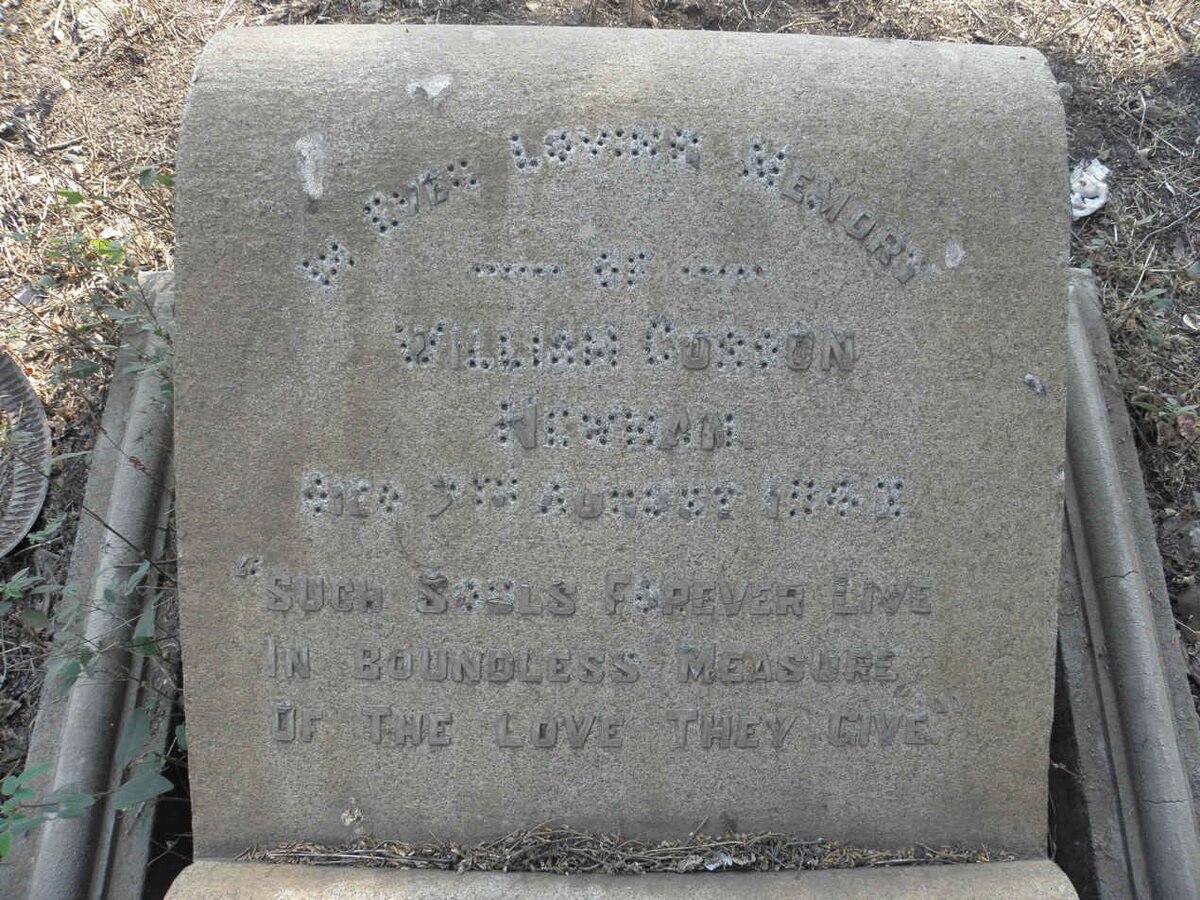 IN EVER LOVING MEMORY
OF
WILLIAM COSSON
NEWMAN.
DIED 7TH AUGUST 1943.
"SUCH SOULS FOREVER LIVE
IN BOUNDLESS MEASURE
OF THE LOVE THEY GIVE."